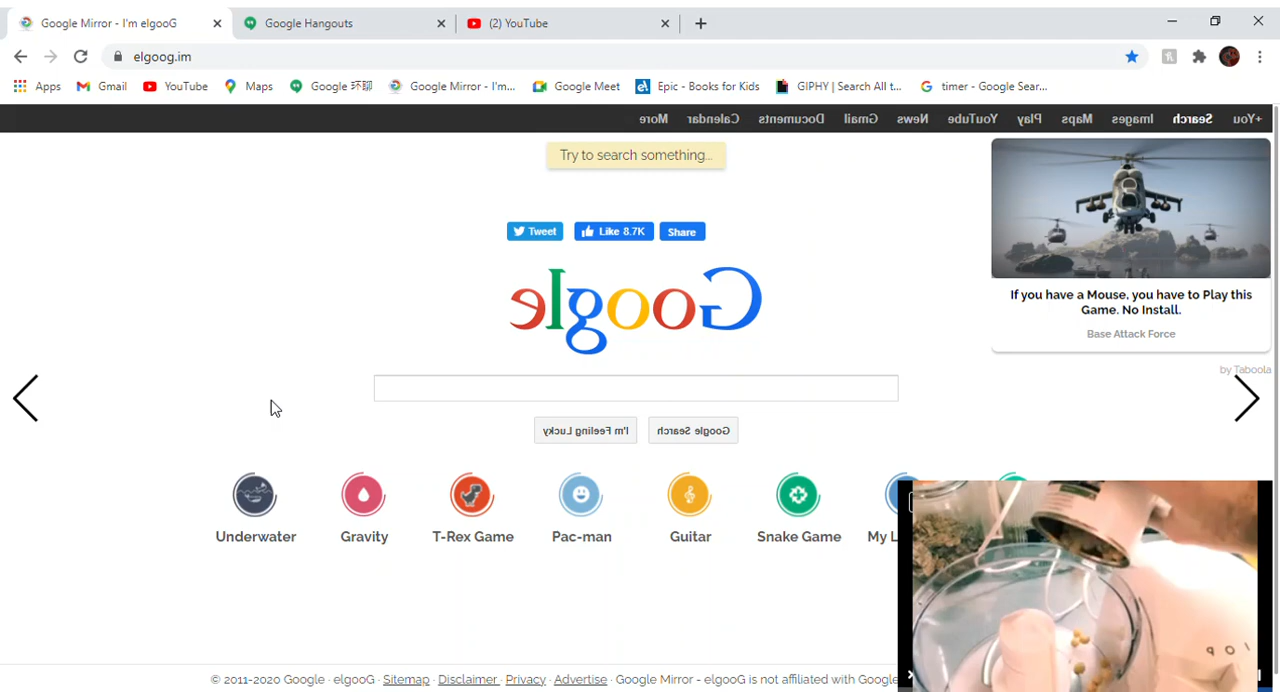 Google Mirror - I'm elgooG
Google Hangouts
(2) YouTube
elgoog.im
Apps
Gmail
YouTube
Maps
Google 环聊
Google Mirror - I'm...
Google Meet
Epic - Books for Kids
GIPHY | Search All t...
timer - Google Sear...
More Calendar Documents Gmail News YouTube Play Maps Images Search +You
Try to search something...
Tweet
Like 8.7K
Share
Google
I'm Feeling Lucky
Google Search
If you have a Mouse, you have to Play this
Game. No Install.
Base Attack Force
by Taboola
Underwater
Gravity
T-Rex Game
Pac-man
Guitar
Snake Game
My L
© 2011-2020 Google · elgooG · Sitemap · Disclaimer · Privacy · Advertise · Google Mirror - elgooG is not affiliated with Google